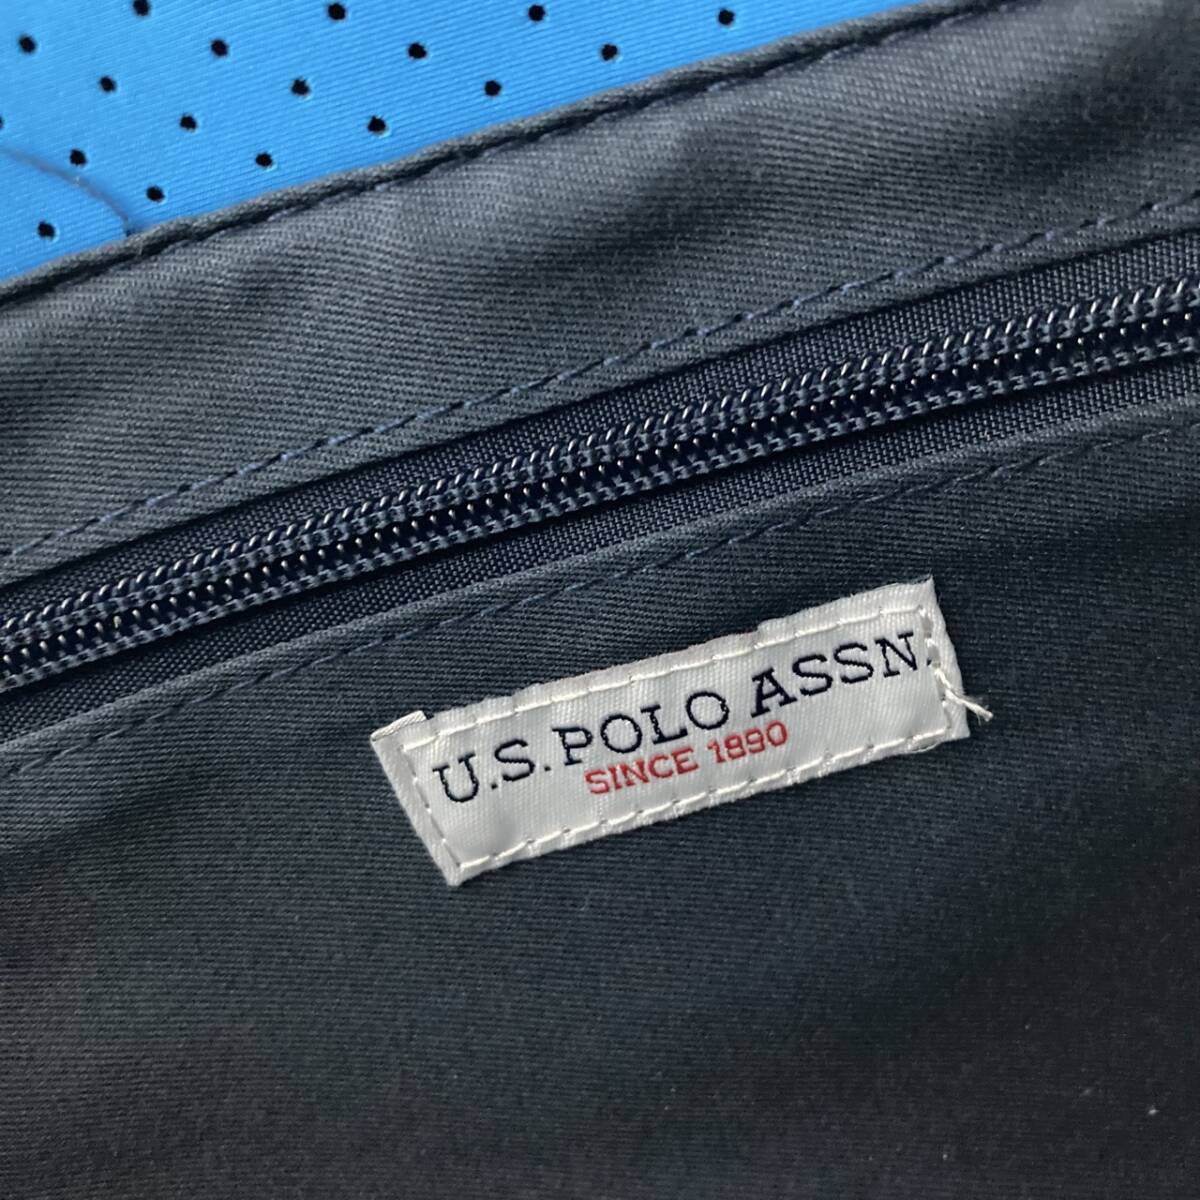 U.S. POLO ASSN.
SINCE 1890